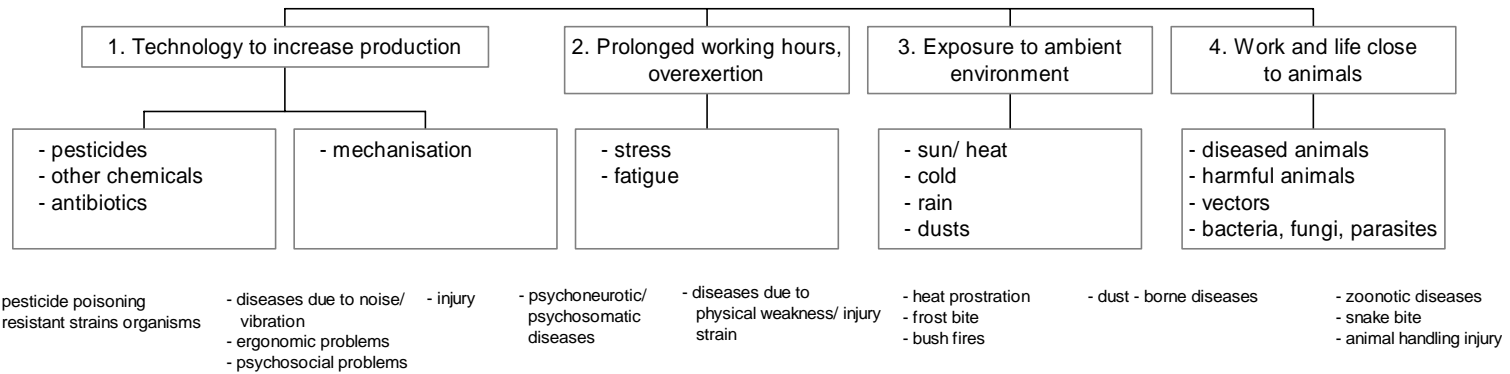 1. Technology to increase production
2. Prolonged working hours,
overexertion
3. Exposure to ambient
environment
4. Work and life close
to animals
- pesticides
- other chemicals
- antibiotics
- mechanisation
- stress
- fatigue
- sun/ heat
- cold
- rain
- dusts
- diseased animals
- harmful animals
- vectors
- bacteria, fungi, parasites
pesticide poisoning
resistant strains organisms
- diseases due to noise/
vibration
- ergonomic problems
- psychosocial problems
- injury
- psychoneurotic/
psychosomatic
diseases
- diseases due to
physical weakness/ injury
strain
- heat prostration
- frost bite
- bush fires
- dust - borne diseases
- zoonotic diseases
- snake bite
- animal handling injury